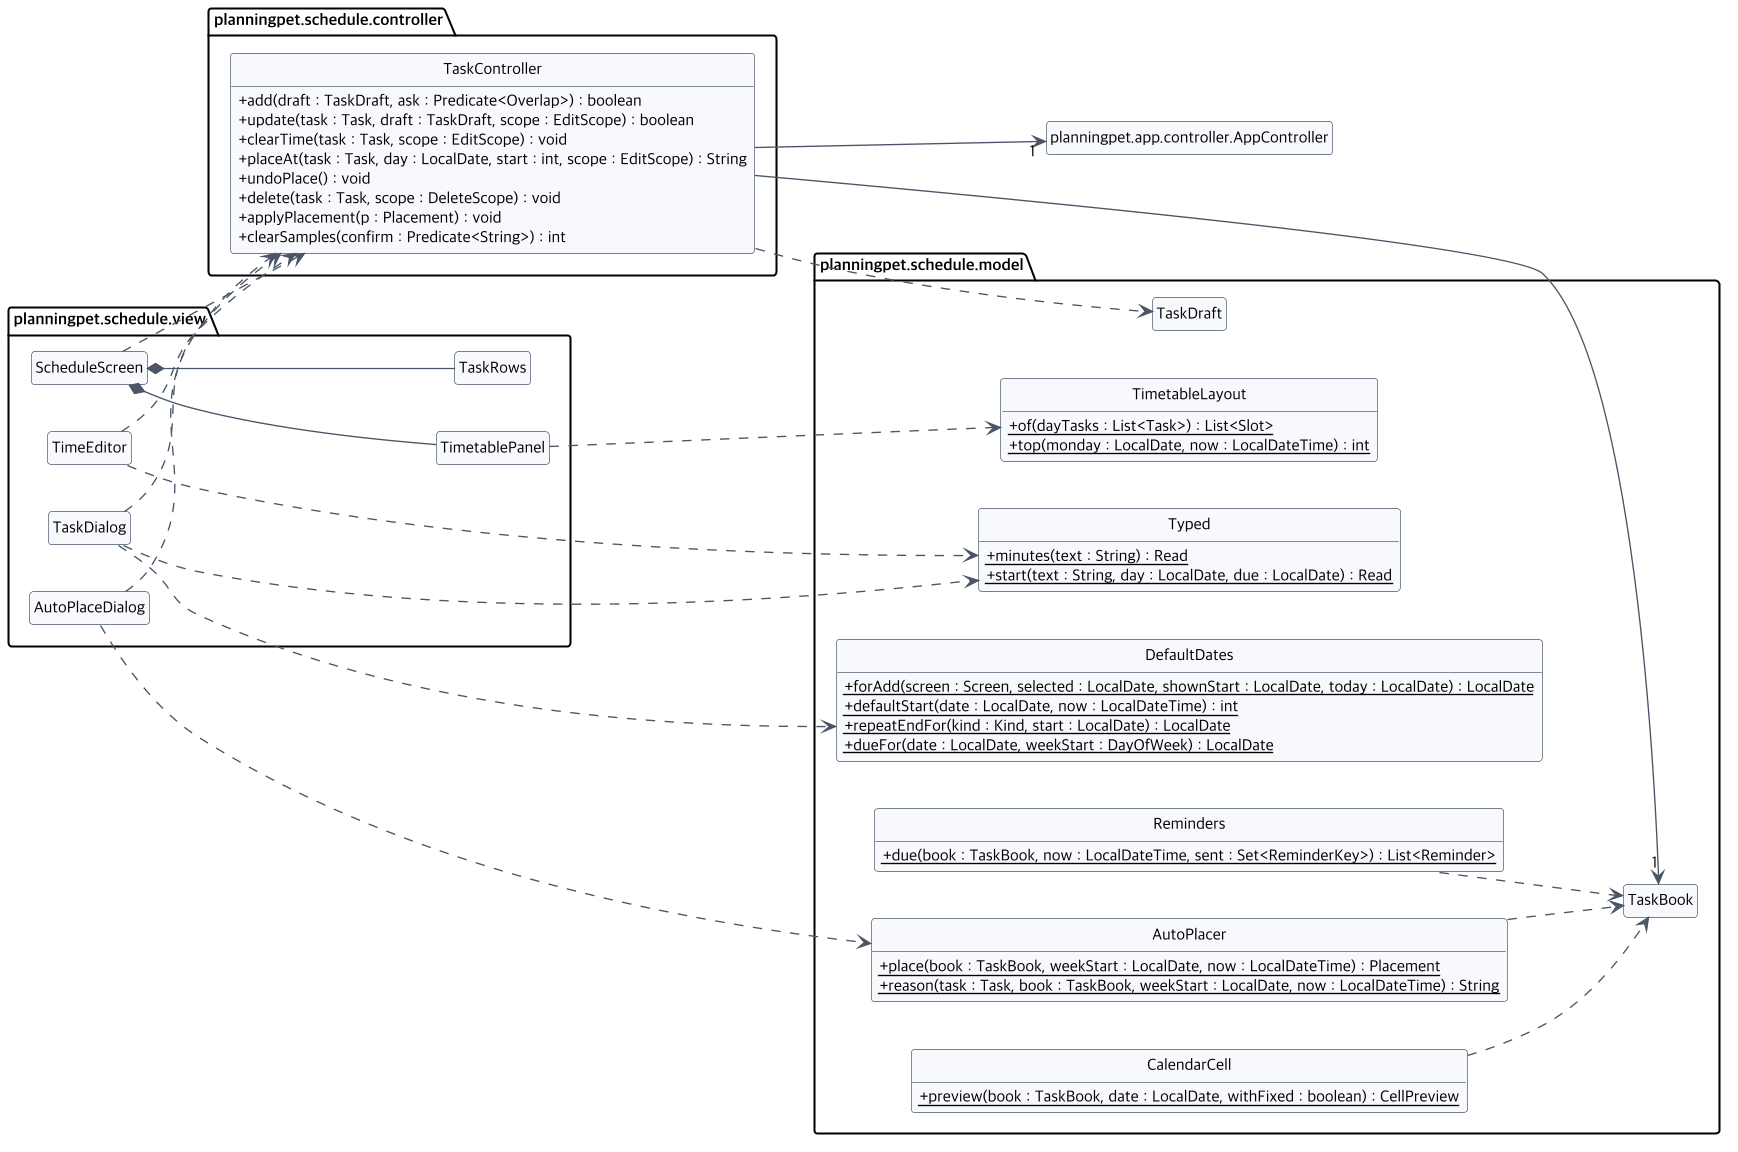 planningpet.schedule.controller
TaskController
+add(draft : TaskDraft, ask : Predicate<Overlap>) : boolean
+update(task : Task, draft : TaskDraft, scope : EditScope) : boolean
+clearTime(task : Task, scope : EditScope) : void
+placeAt(task : Task, day : LocalDate, start : int, scope : EditScope) : String
+undoPlace() : void
+delete(task : Task, scope : DeleteScope) : void
+applyPlacement(p : Placement) : void
+clearSamples(confirm : Predicate<String>) : int
planningpet.app.controller.AppController
1
planningpet.schedule.view
ScheduleScreen
TaskRows
TimeEditor
TimetablePanel
TaskDialog
AutoPlaceDialog
planningpet.schedule.model
TaskDraft
TimetableLayout
+of(dayTasks : List<Task>) : List<Slot>
+top(monday : LocalDate, now : LocalDateTime) : int
Typed
+minutes(text : String) : Read
+start(text : String, day : LocalDate, due : LocalDate) : Read
DefaultDates
+forAdd(screen : Screen, selected : LocalDate, shownStart : LocalDate, today : LocalDate) : LocalDate
+defaultStart(date : LocalDate, now : LocalDateTime) : int
+repeatEndFor(kind : Kind, start : LocalDate) : LocalDate
+dueFor(date : LocalDate, weekStart : DayOfWeek) : LocalDate
Reminders
+due(book : TaskBook, now : LocalDateTime, sent : Set<ReminderKey>) : List<Reminder>
1
TaskBook
AutoPlacer
+place(book : TaskBook, weekStart : LocalDate, now : LocalDateTime) : Placement
+reason(task : Task, book : TaskBook, weekStart : LocalDate, now : LocalDateTime) : String
CalendarCell
+preview(book : TaskBook, date : LocalDate, withFixed : boolean) : CellPreview